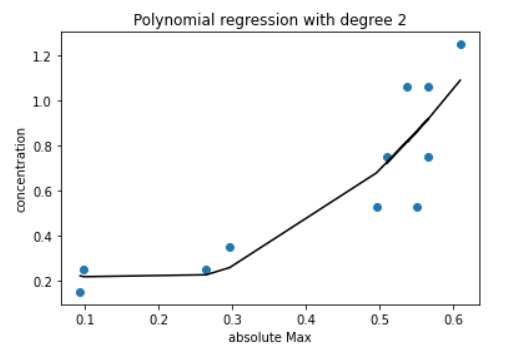 Polynomial regression with degree 2
concentration
1.2
1.0
0.8
0.6
0.4
0.2
0.1 0.2 0.3 0.4 0.5 0.6
absolute Max